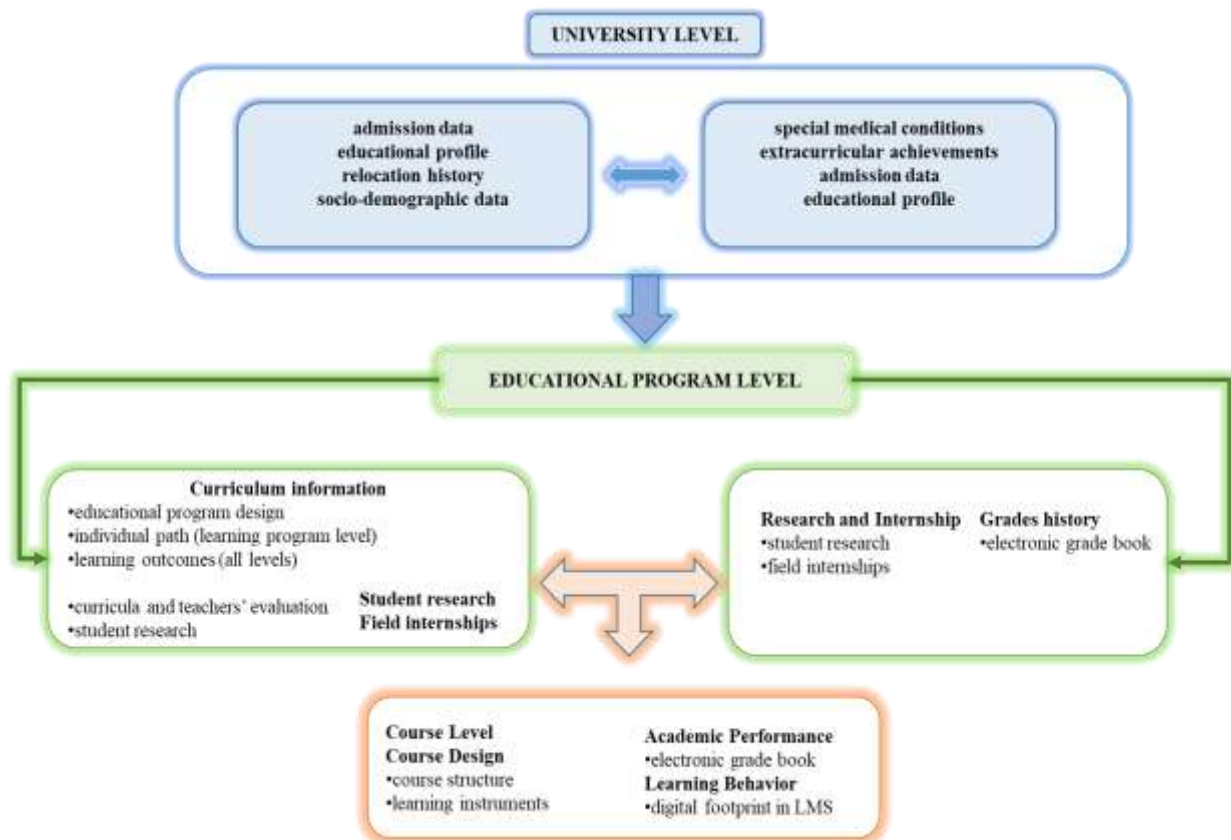 UNIVERSITY LEVEL
admission data
educational profile
relocation history
socio-demographic data
special medical conditions
extracurricular achievements
admission data
educational profile
EDUCATIONAL PROGRAM LEVEL
Curriculum information
•educational program design
•individual path (learning program level)
•learning outcomes (all levels)
•curricula and teachers’ evaluation
•student research
Student research
Field internships
Research and Internship
•student research
•field internships
Grades history
•electronic grade book
Course Level
Course Design
•course structure
•learning instruments
Academic Performance
•electronic grade book
Learning Behavior
•digital footprint in LMS